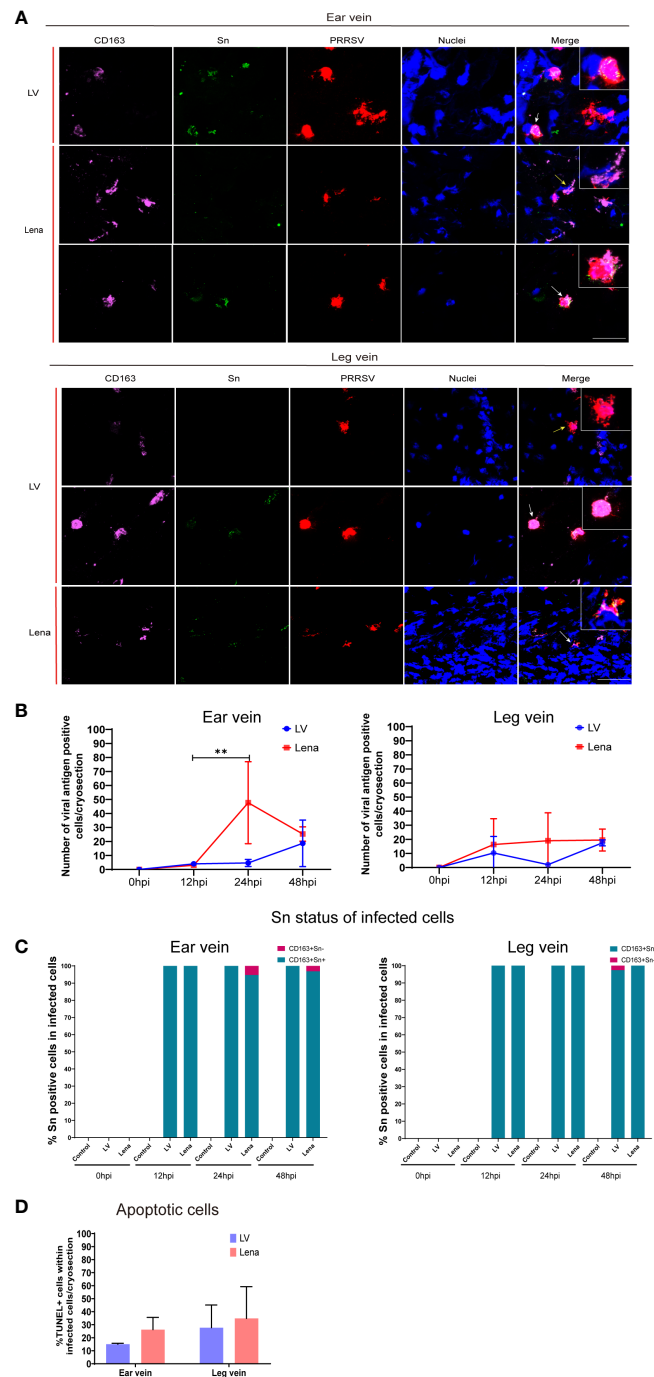 A
Ear vein
CD163 Sn PRRSV Nuclei Merge
LV
Lena
Leg vein
CD163 Sn PRRSV Nuclei Merge
LV
Lena
B
Ear vein
Number of viral antigen positive
cells/cryosection
100
90
80
70
60
50
40
30
20
10
0
**
LV
Lena
0hpi 12hpi 24hpi 48hpi
Leg vein
Number of viral antigen positive
cells/cryosection
100
90
80
70
60
50
40
30
20
10
0
LV
Lena
0hpi 12hpi 24hpi 48hpi
Sn status of infected cells
C
Ear vein
CD163+Sn-
CD163+Sn+
% Sn positive cells in infected cells
100
90
80
70
60
50
40
30
20
10
0
Control LV Lena Control LV Lena Control LV Lena Control LV Lena
0hpi 12hpi 24hpi 48hpi
Leg vein
CD163+Sn
CD163+Sn-
% Sn positive cells in infected cells
100
90
80
70
60
50
40
30
20
10
0
Control LV Lena Control LV Lena Control LV Lena Control LV Lena
0hpi 12hpi 24hpi 48hpi
D
Apoptotic cells
%TUNEL+ cells within
infected cells/cryosection
100
90
80
70
60
50
40
30
20
10
0
LV
Lena
Ear vein Leg vein